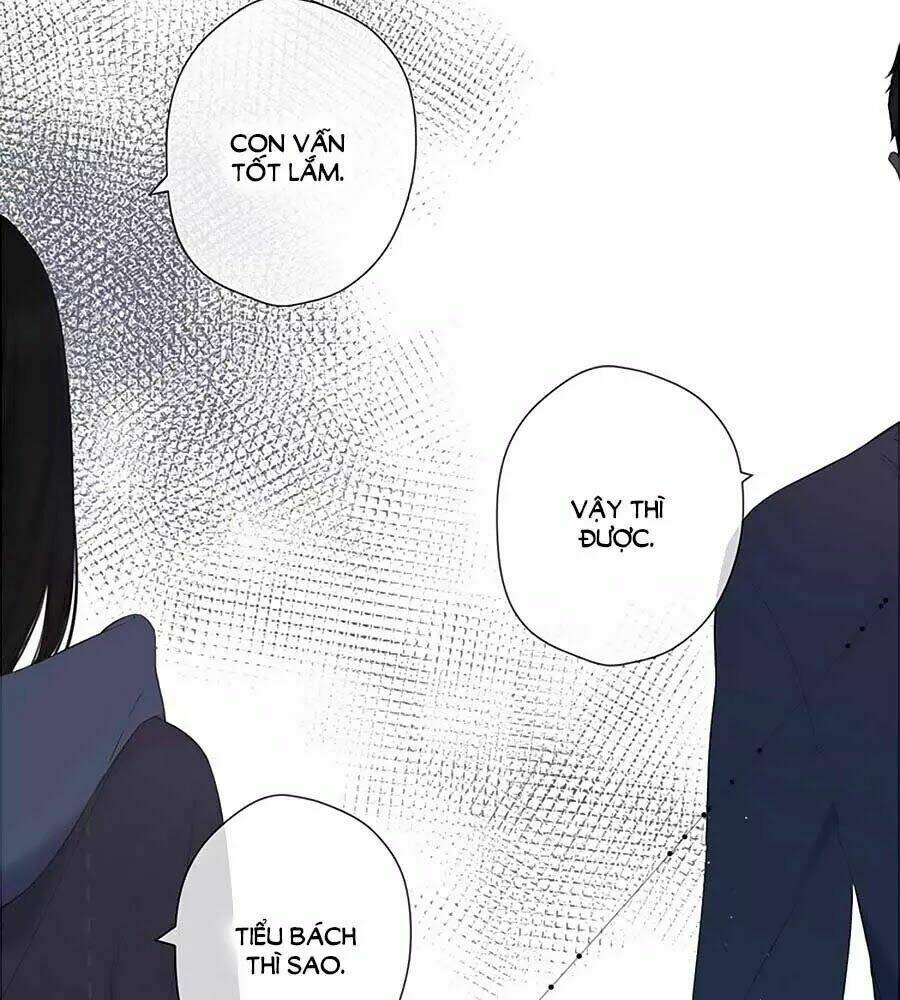 CON VẪN
TỐT LẮM.
VẬY THÌ
ĐƯỢC.
TIỂU BÁCH
THÌ SAO.